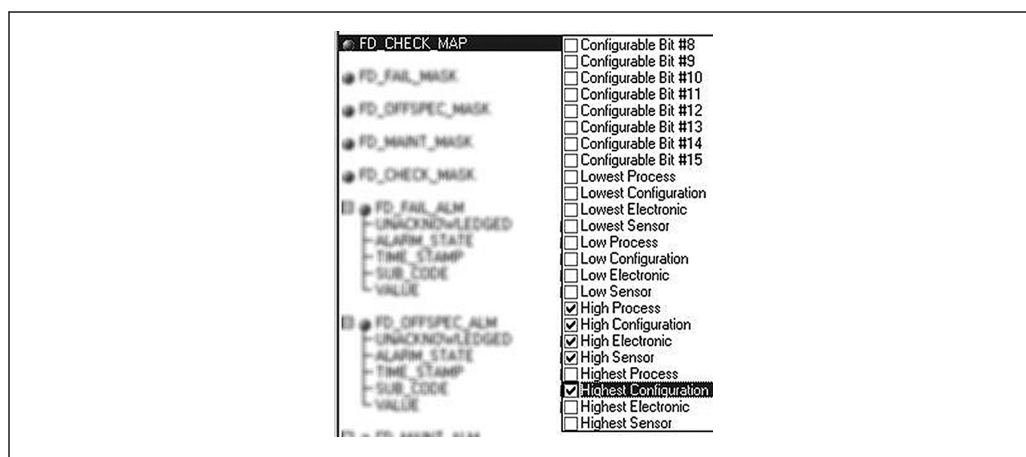 FD_CHECK_MAP
FD_FAIL_MASK
FD_OFFSPEC_MASK
FD_MAINT_MASK
FD_CHECK_MASK
FD_FAIL_ALM
UNACKNOWLEDGED
ALARM_STATE
TIME_STAMP
SUB_CODE
VALUE
FD_OFFSPEC_ALM
UNACKNOWLEDGED
ALARM_STATE
TIME_STAMP
SUB_CODE
VALUE
Configurable Bit #8
Configurable Bit #9
Configurable Bit #10
Configurable Bit #11
Configurable Bit #12
Configurable Bit #13
Configurable Bit #14
Configurable Bit #15
Lowest Process
Lowest Configuration
Lowest Electronic
Lowest Sensor
Low Process
Low Configuration
Low Electronic
Low Sensor
High Process
High Configuration
High Electronic
High Sensor
Highest Process
Highest Configuration
Highest Electronic
Highest Sensor